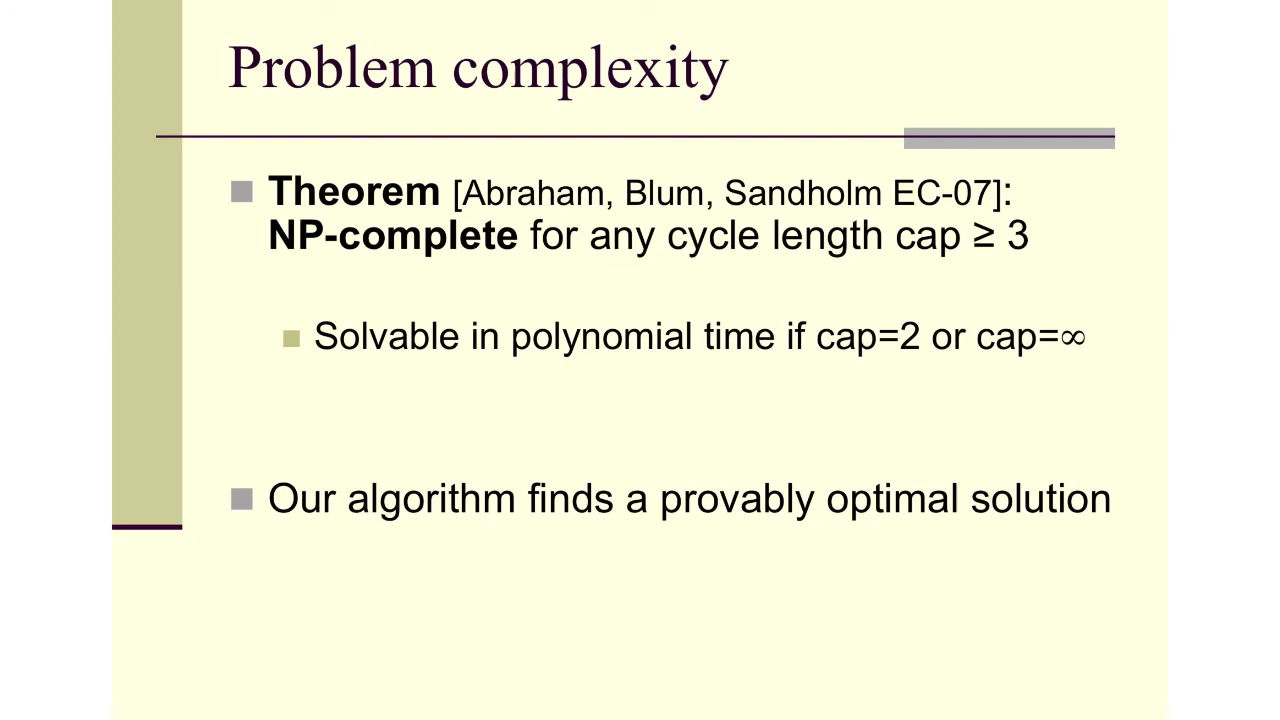 Problem complexity
Theorem [Abraham, Blum, Sandholm EC-07]:
NP-complete for any cycle length cap ≥ 3
Solvable in polynomial time if cap=2 or cap=∞
Our algorithm finds a provably optimal solution